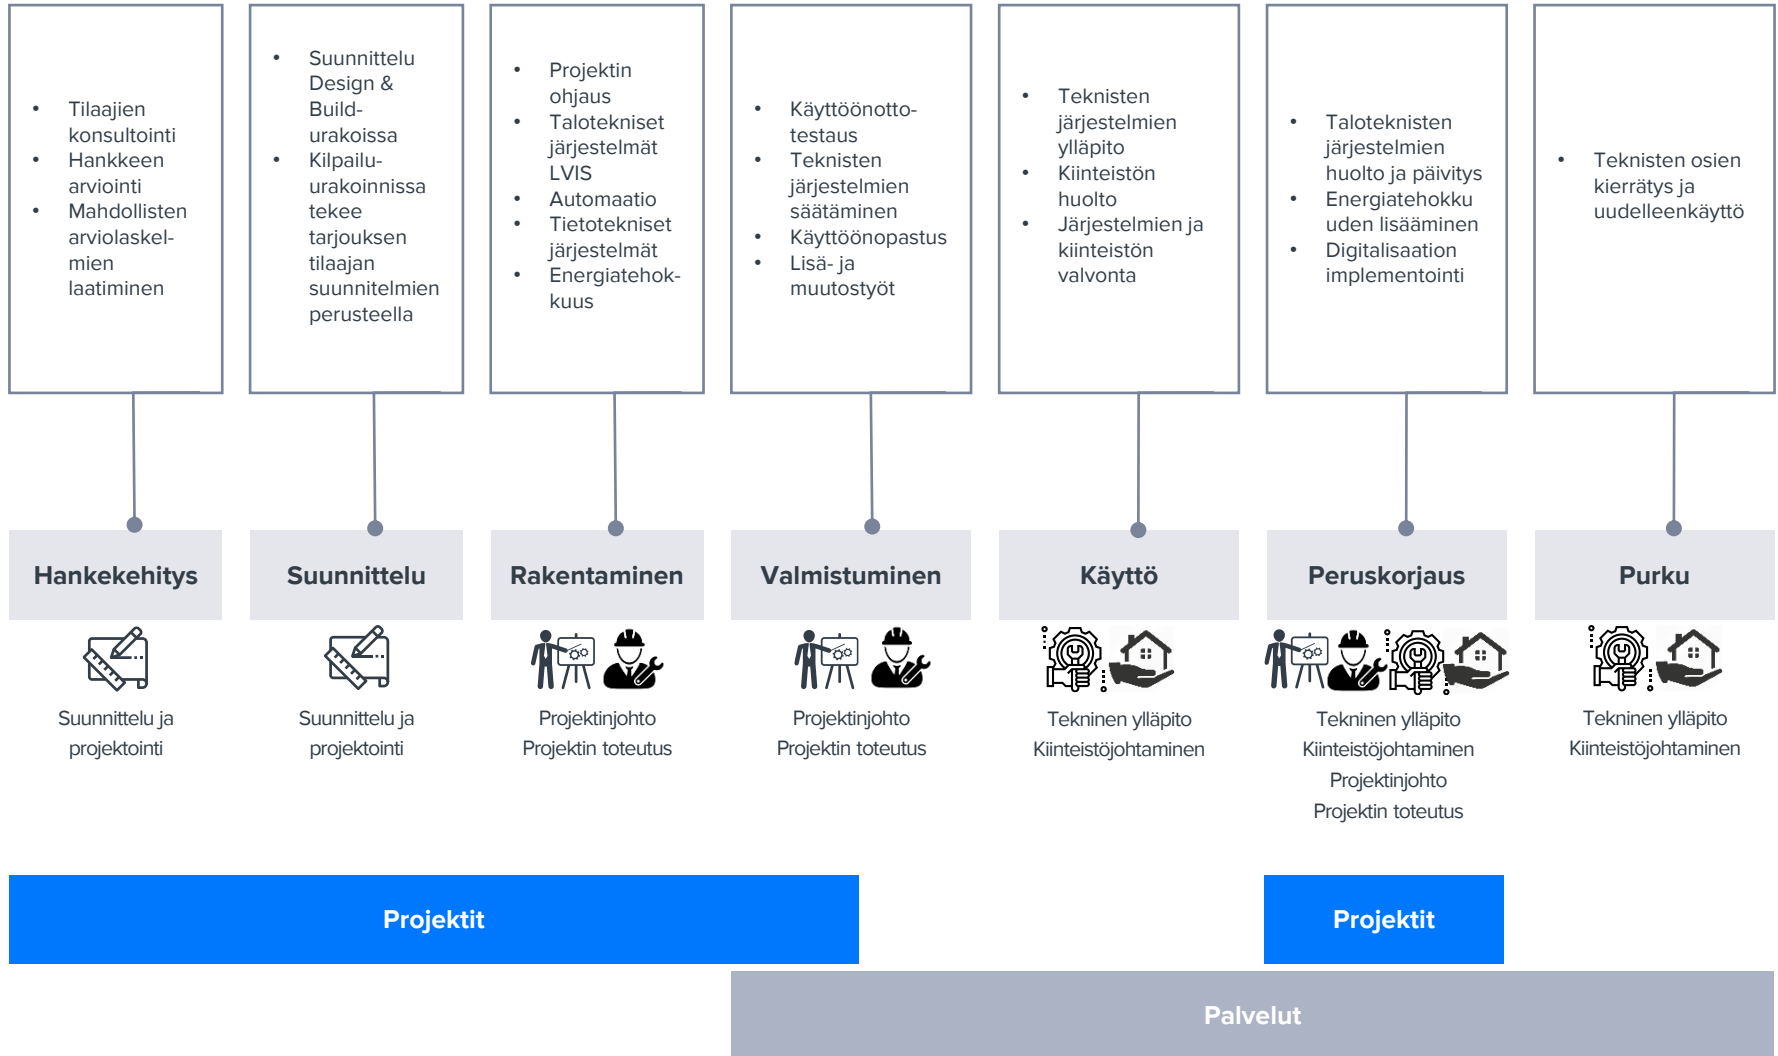 • Tilaajien
konsultointi
• Hankkeen
arviointi
• Mahdollisten
arviolaskel-
mien
laatiminen
• Suunnittelu
Design &
Build-
urakoissa
• Kilpailu-
urakoinnissa
tekee
tarjouksen
tilaajan
suunnitelmien
perusteella
• Projektin
ohjaus
• Talotekniset
järjestelmät
LVIS
• Automaatio
• Tietotekniset
järjestelmät
• Energiatehok-
kuus
• Käyttöönotto-
testaus
• Teknisten
järjestelmien
säätäminen
• Käyttöönopastus
• Lisä- ja
muutostyöt
• Teknisten
järjestelmien
ylläpito
• Kiinteistön
huolto
• Järjestelmien ja
kiinteistön
valvonta
• Taloteknisten
järjestelmien
huolto ja päivitys
• Energiatehokku
uden lisääminen
• Digitalisaation
implementointi
• Teknisten osien
kierrätys ja
uudelleenkäyttö
Hankekehitys
Suunnittelu
Rakentaminen
Valmistuminen
Käyttö
Peruskorjaus
Purku
Suunnittelu ja
projektointi
Suunnittelu ja
projektointi
Projektinjohto
Projektin toteutus
Projektinjohto
Projektin toteutus
Tekninen ylläpito
Kiinteistöjohtaminen
Tekninen ylläpito
Kiinteistöjohtaminen
Projektinjohto
Projektin toteutus
Tekninen ylläpito
Kiinteistöjohtaminen
Projektit
Projektit
Palvelut